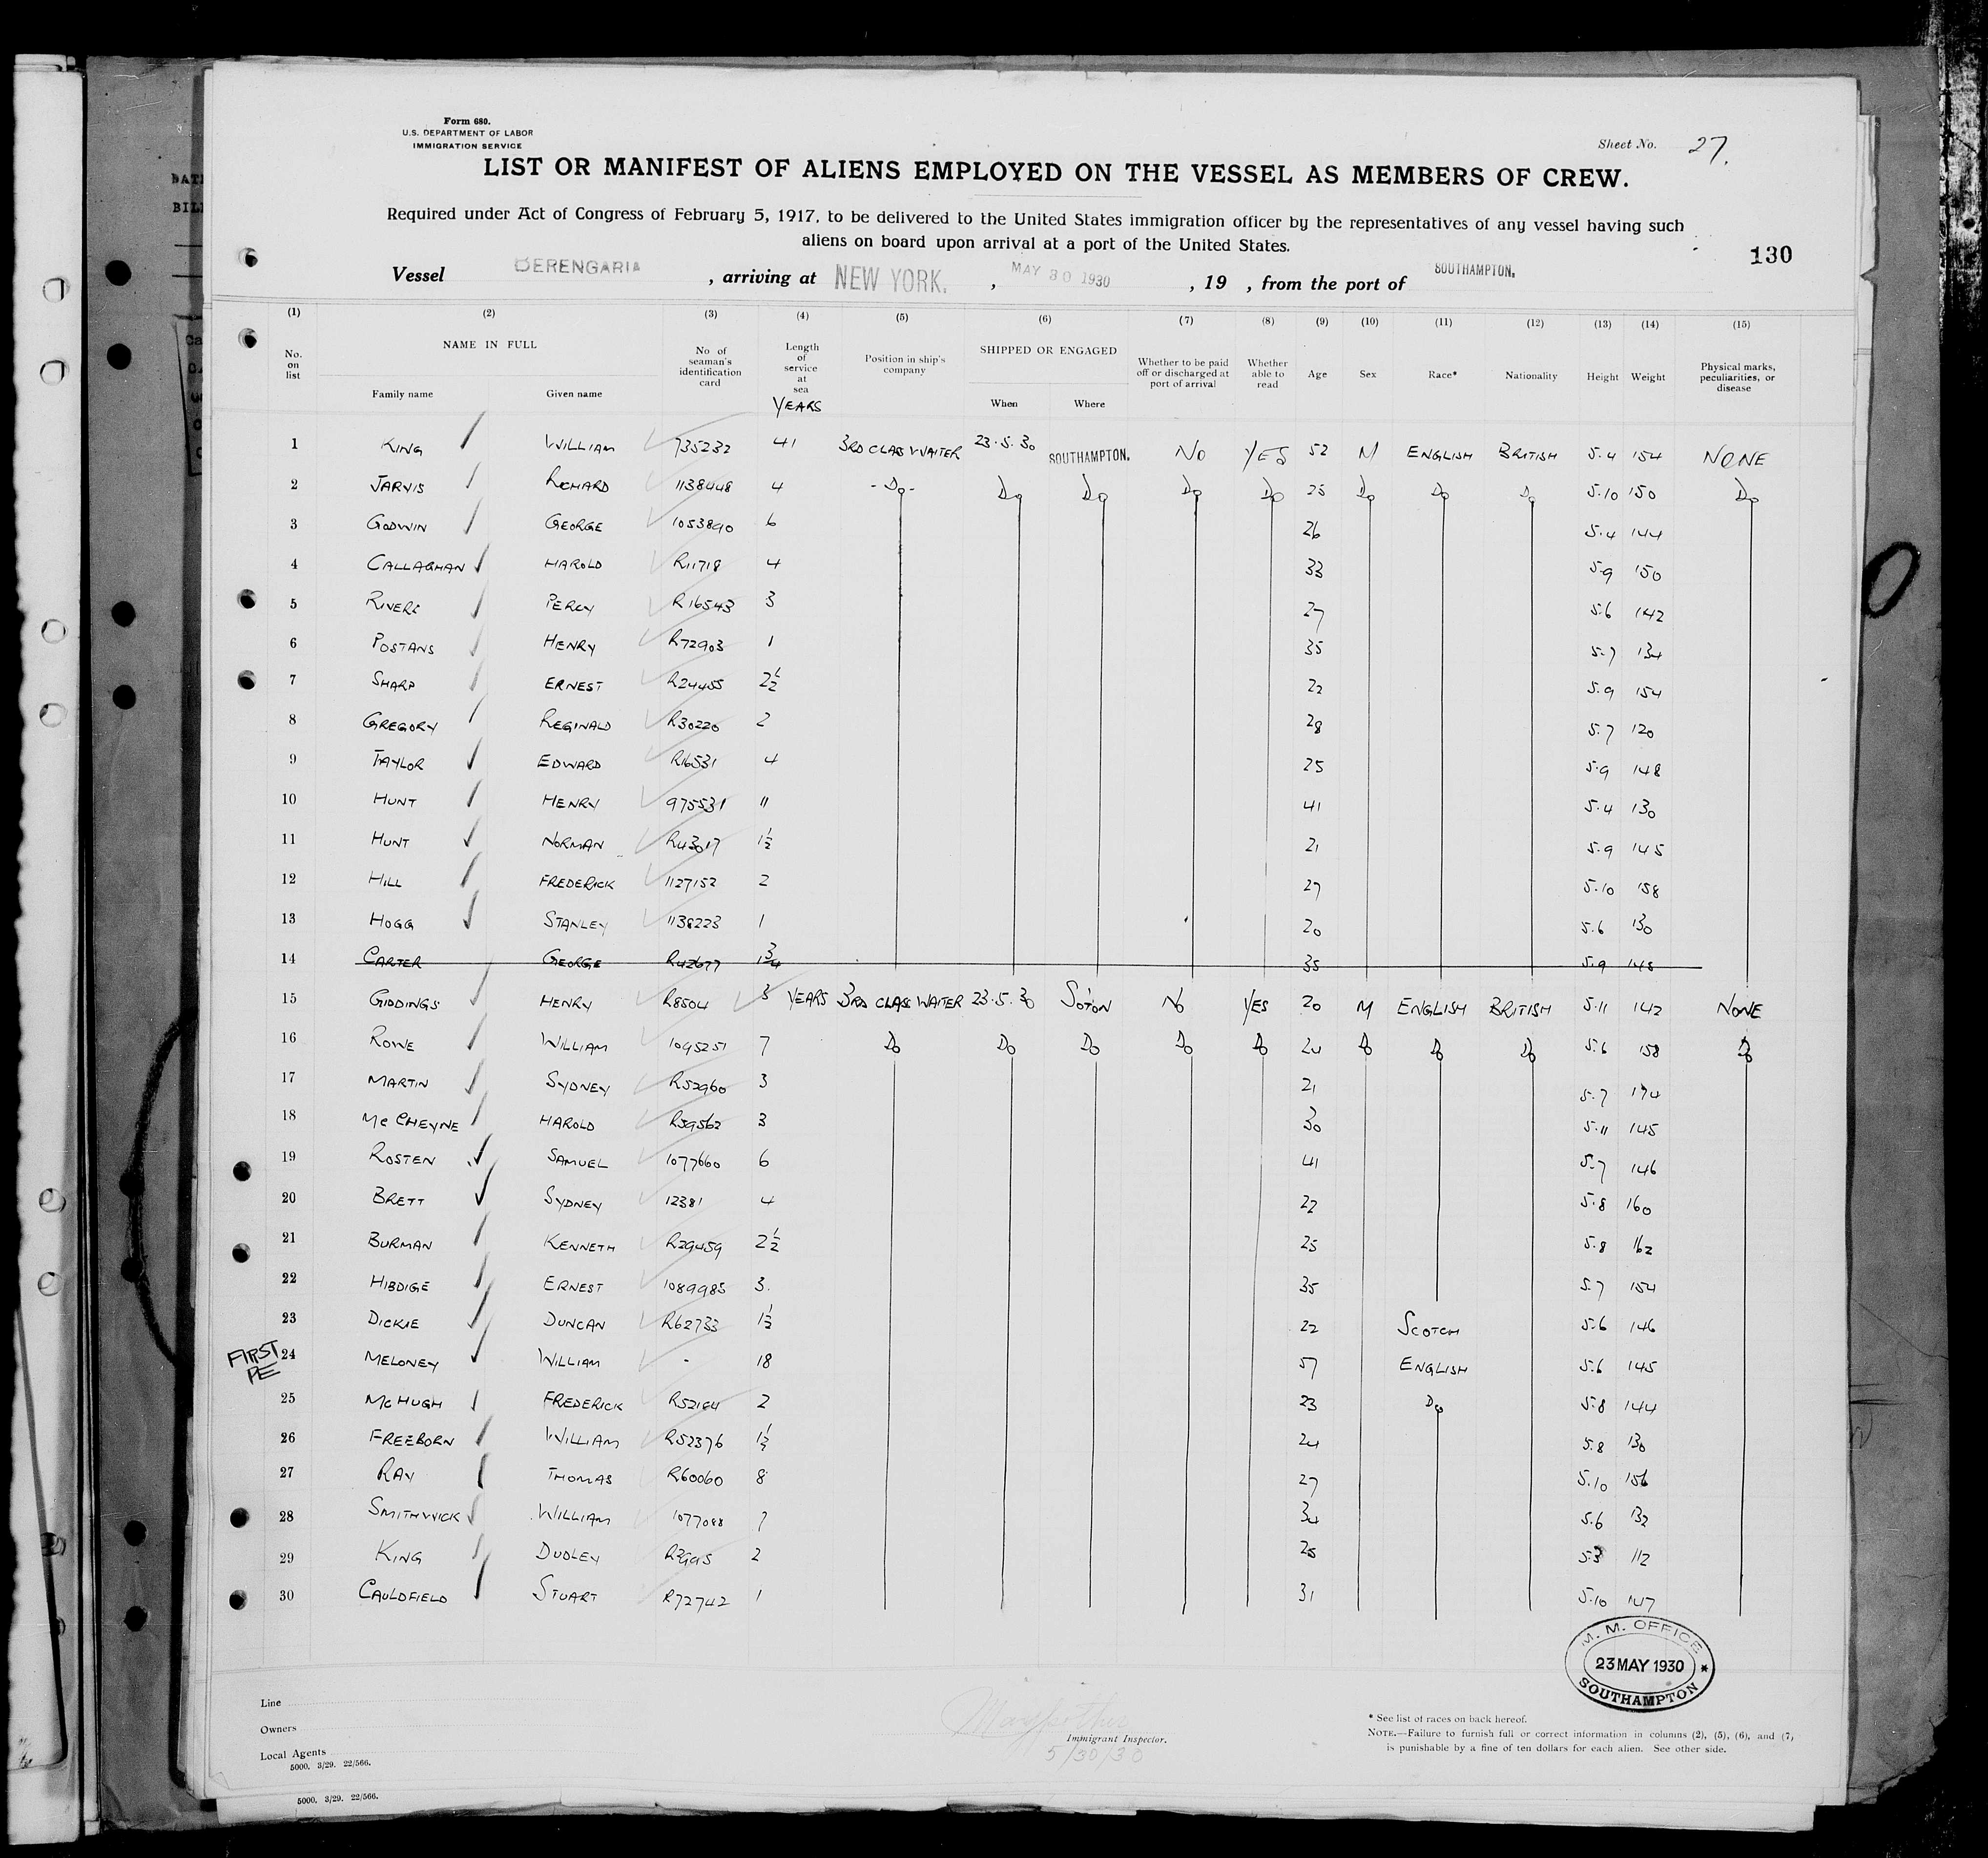 Form 680.
U.S. DEPARTMENT OF LABOR
IMMIGRATION SERVICE
Sheet No. 27.
LIST OR MANIFEST OF ALIENS EMPLOYED ON THE VESSEL AS MEMBERS OF CREW.
Required under Act of Congress of February 5, 1917, to be delivered to the United States immigration officer by the representatives of any vessel having such
aliens on board upon arrival at a port of the United States.
130
Vessel BERENGARIA , arriving at NEW YORK. , MAY 30 1930 , 19 , from the port of SOUTHAMPTON.
(1) (2) (3) (4) (5) (6) (7) (8) (9) (10) (11) (12) (13) (14) (15)
No. on list NAME IN FULL Family name Given name No of seaman's identification card Length of service at sea YEARS Position in ship's company SHIPPED OR ENGAGED When Where Whether to be paid off or discharged at port of arrival Whether able to read Age Sex Race* Nationality Height Weight Physical marks, peculiarities, or disease
1 KING WILLIAM 735232 41 3RD CLASS WAITER 23.5.30 SOUTHAMPTON. NO YES 52 M ENGLISH BRITISH 5.4 154 NONE
2 JARVIS RICHARD 1138448 4 -Do- Do Do Do Do 25 Do Do Do 5.10 150 Do
3 GODWIN GEORGE 1053890 6 26 5.4 144
4 CALLAGHAN HAROLD R11718 4 33 5.9 150
5 PERCY R16543 3 27 5.6 142
6 POSTANS HENRY R72903 1 35 5.7 134
7 SHARP ERNEST R24455 2½ 22 5.9 154
8 GREGORY REGINALD R30220 2 28 5.7 120
9 TAYLOR EDWARD R16531 4 25 5.9 148
10 HUNT HENRY 975531 11 41 5.4 130
11 HUNT NORMAN R43017 1½ 21 5.9 145
12 HILL FREDERICK 1127152 2 27 5.10 158
13 HOGG STANLEY 1138223 1 20 5.6 130
14 CARTER GEORGE R42677 1¾ 35 5.9 148
15 GIDDINGS HENRY R8504 3 YEARS 3RD CLASS WAITER 23.5.30 SO'TON NO YES 20 M ENGLISH BRITISH 5.11 142 NONE
16 ROWE WILLIAM 1095251 7 Do Do Do Do Do 24 Do Do Do 5.6 158 Do
17 MARTIN SYDNEY R52960 3 21 5.7 174
18 McCHEYNE HAROLD R59562 3 30 5.11 145
19 ROSTEN SAMUEL 1077660 6 41 5.7 146
20 BRETT SYDNEY 12381 4 22 5.8 160
21 BURMAN KENNETH R29459 2½ 25 5.8 162
22 HIBDIGE ERNEST 1089985 3. 35 5.7 154
23 DICKIE DUNCAN R62733 1½ 22 SCOTCH 5.6 146
FIRST PE 24 MELONEY WILLIAM - 18 57 ENGLISH 5.6 145
25 McHUGH FREDERICK R52164 2 23 Do 5.8 144
26 FREEBORN WILLIAM R52376 1½ 24 5.8 130
27 RAY THOMAS R60060 8 27 5.10 156
28 SMITHWICK WILLIAM 1077088 7 34 5.6 132
29 KING DUDLEY 2 25 5.3 112
30 CAULDFIELD STUART R72742 1 31 5.10 147
M. M. OFFICE
23 MAY 1930
SOUTHAMPTON
Line
Owners
Local Agents
5000. 3/29. 22/566.
Immigrant Inspector.
5/30/30
* See list of races on back hereof.
NOTE.—Failure to furnish full or correct information in columns (2), (5), (6), and (7)
is punishable by a fine of ten dollars for each alien. See other side.
5000. 3/29. 22/566.